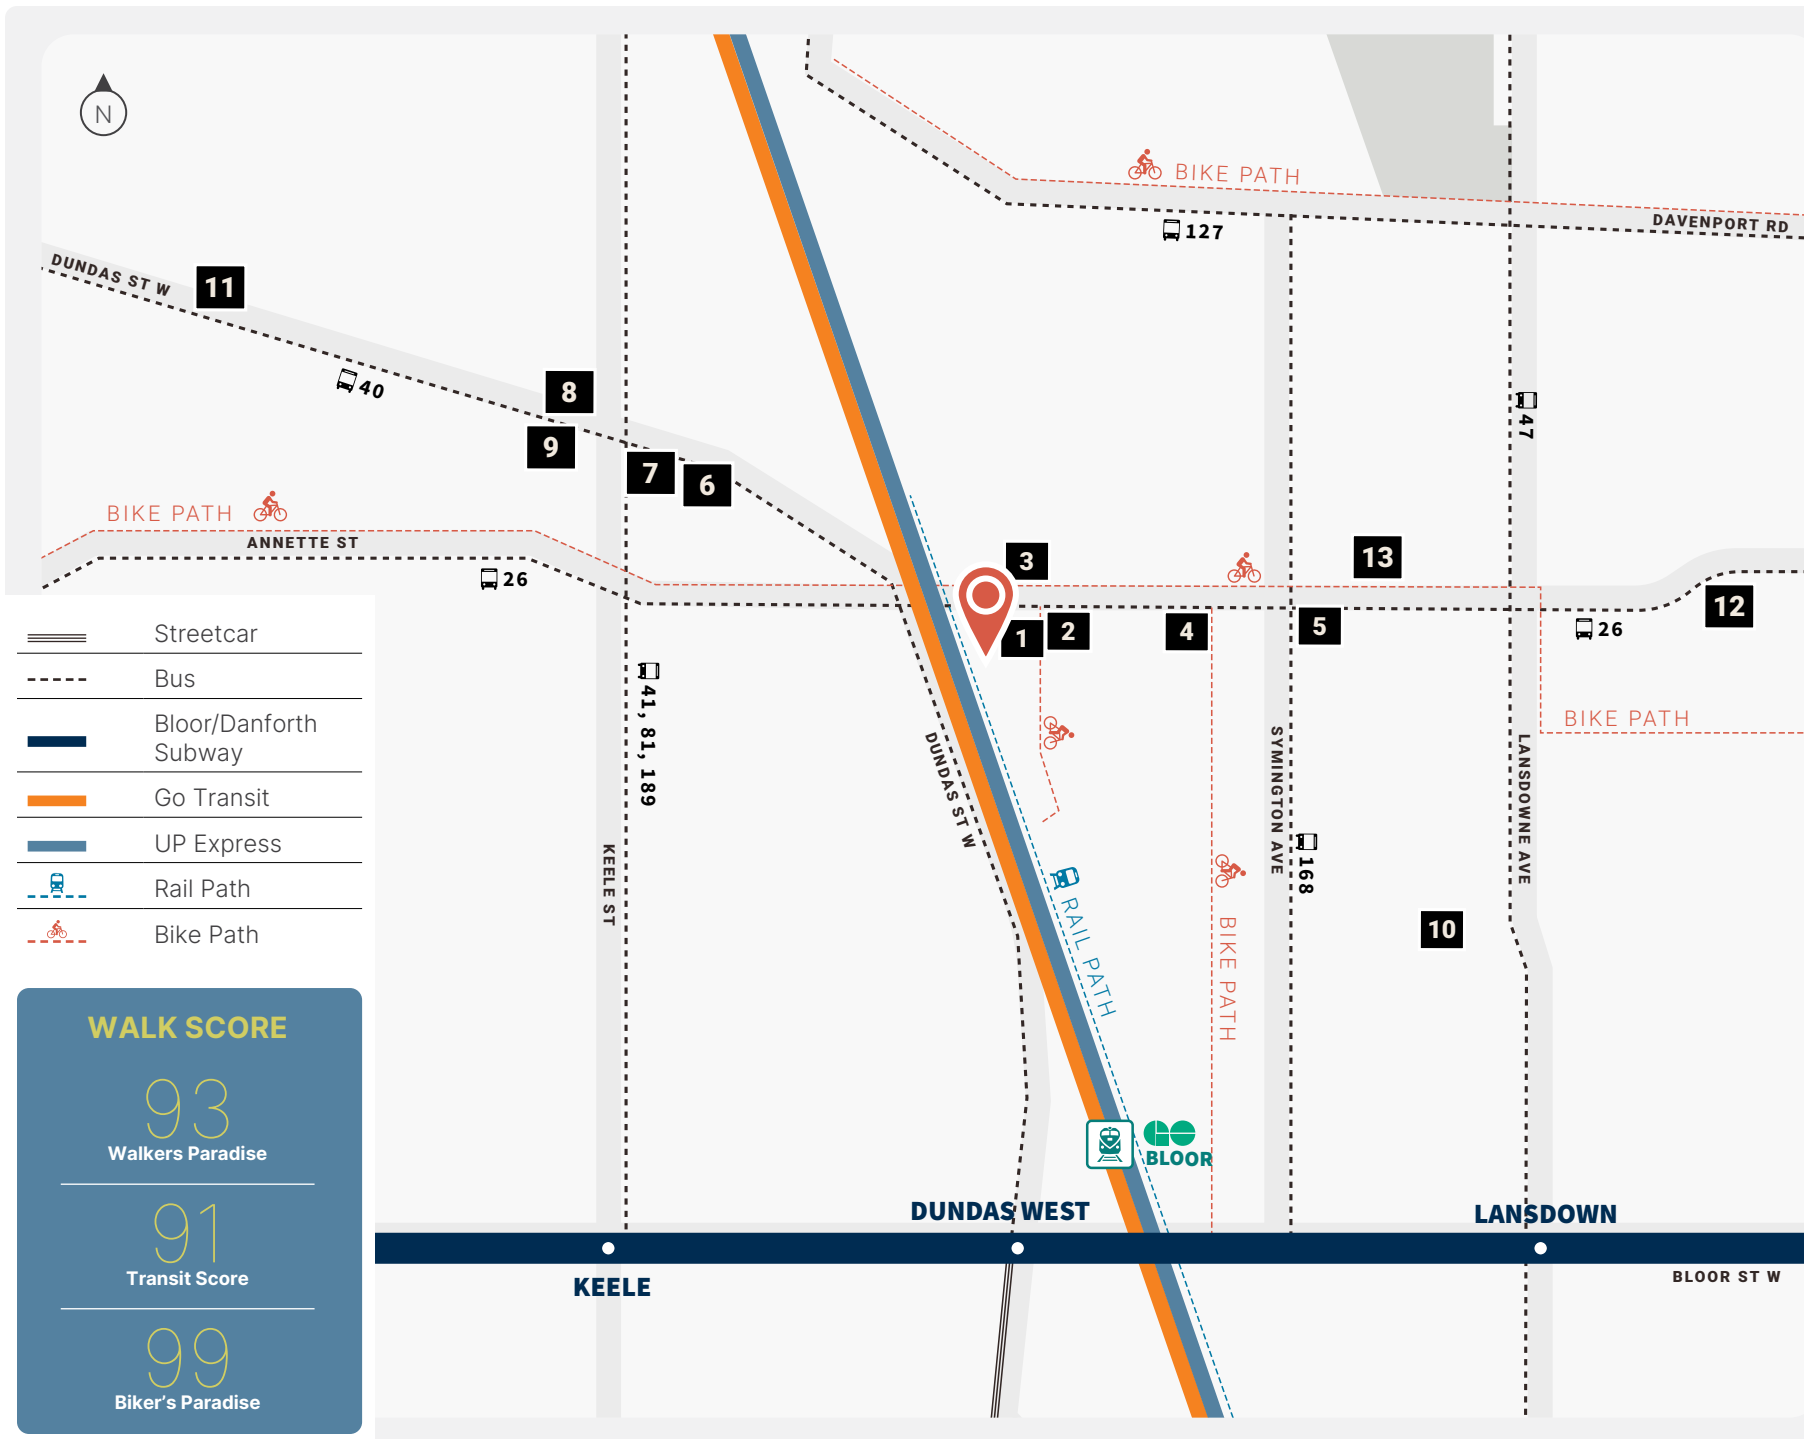 N
BIKE PATH
DAVENPORT RD
127
DUNDAS ST W
11
40
8
9
7
6
47
BIKE PATH
ANNETTE ST
26
3
13
1
2
4
5
12
26
BIKE PATH
41, 81, 189
KEELE ST
DUNDAS ST W
SYMINGTON AVE
168
LANSDOWNE AVE
RAIL PATH
BIKE PATH
10
GO
BLOOR
DUNDAS WEST
LANSDOWN
KEELE
BLOOR ST W
Streetcar
Bus
Bloor/Danforth
Subway
Go Transit
UP Express
Rail Path
Bike Path
WALK SCORE
93
Walkers Paradise
91
Transit Score
99
Biker's Paradise